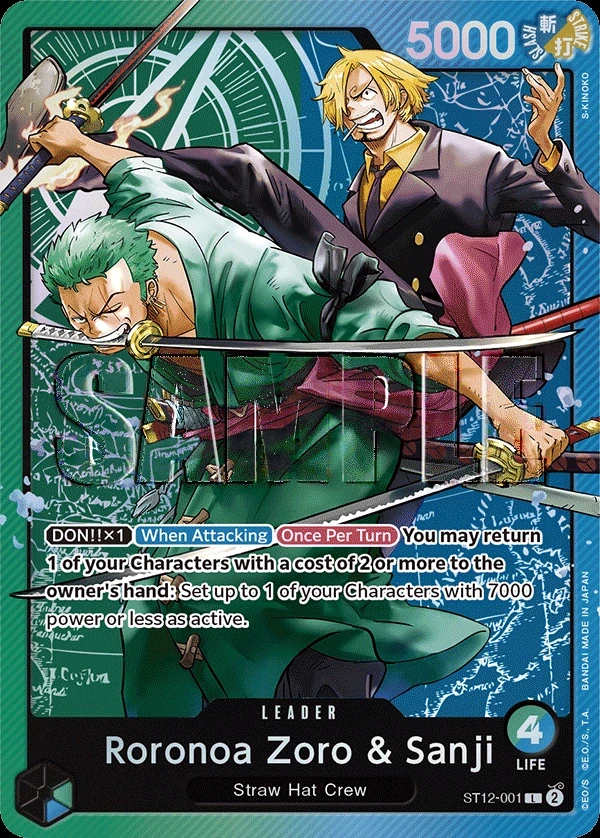 5000
SLASH
斬
打
STRIKE
S-KINOKO
SAMPLE
DON!!×1 When Attacking Once Per Turn You may return
1 of your Characters with a cost of 2 or more to the
owner's hand: Set up to 1 of your Characters with 7000
power or less as active.
LEADER
Roronoa Zoro & Sanji
Straw Hat Crew
4
LIFE
ST12-001 L 2
©E.O./S., T.A. BANDAI MADE IN JAPAN
©EO/S